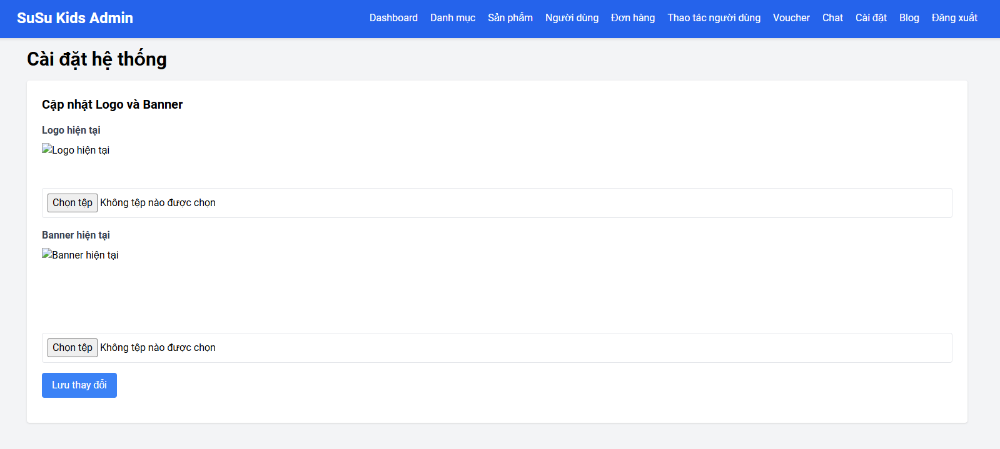 SuSu Kids Admin
Dashboard Danh mục Sản phẩm Người dùng Đơn hàng Thao tác người dùng Voucher Chat Cài đặt Blog Đăng xuất
Cài đặt hệ thống
Cập nhật Logo và Banner
Logo hiện tại
Logo hiện tại
Chọn tệp Không tệp nào được chọn
Banner hiện tại
Banner hiện tại
Chọn tệp Không tệp nào được chọn
Lưu thay đổi